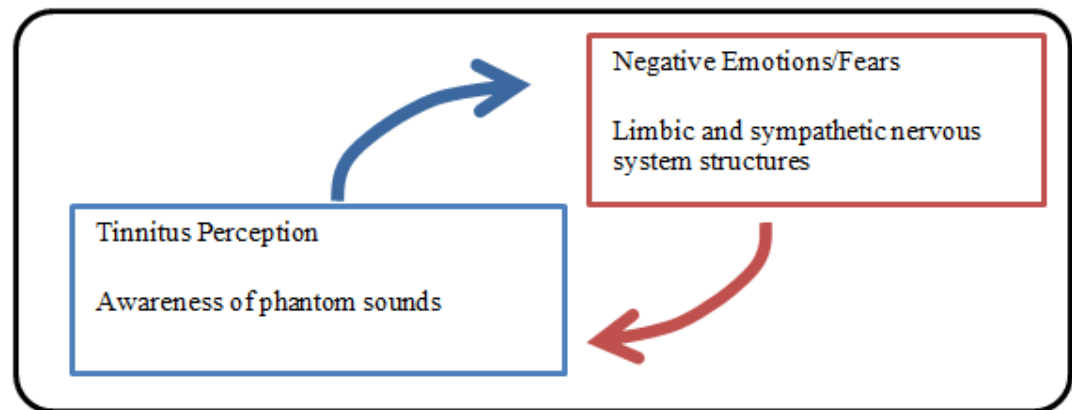 Negative Emotions/Fears
Limbic and sympathetic nervous
system structures
Tinnitus Perception
Awareness of phantom sounds